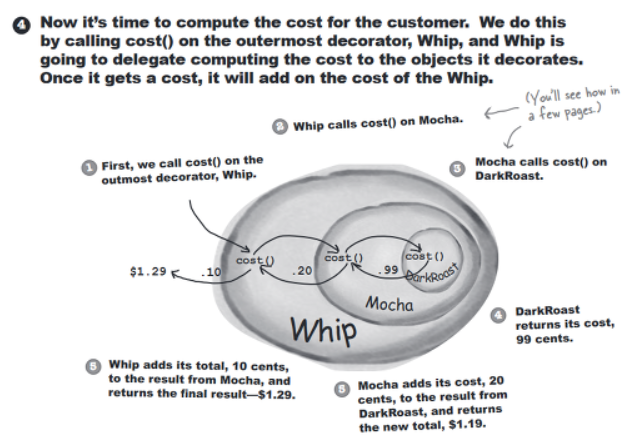 4 Now it's time to compute the cost for the customer. We do this
by calling cost() on the outermost decorator, Whip, and Whip is
going to delegate computing the cost to the objects it decorates.
Once it gets a cost, it will add on the cost of the Whip.
(You'll see how in
a few pages.)
2 Whip calls cost() on Mocha.
1 First, we call cost() on the
outmost decorator, Whip.
3 Mocha calls cost() on
DarkRoast.
cost() cost() cost()
$1.29 .10 .20 .99 DarkRoast
Mocha
Whip
4 DarkRoast
returns its cost,
99 cents.
6 Whip adds its total, 10 cents,
to the result from Mocha, and
returns the final result—$1.29.
5 Mocha adds its cost, 20
cents, to the result from
DarkRoast, and returns
the new total, $1.19.